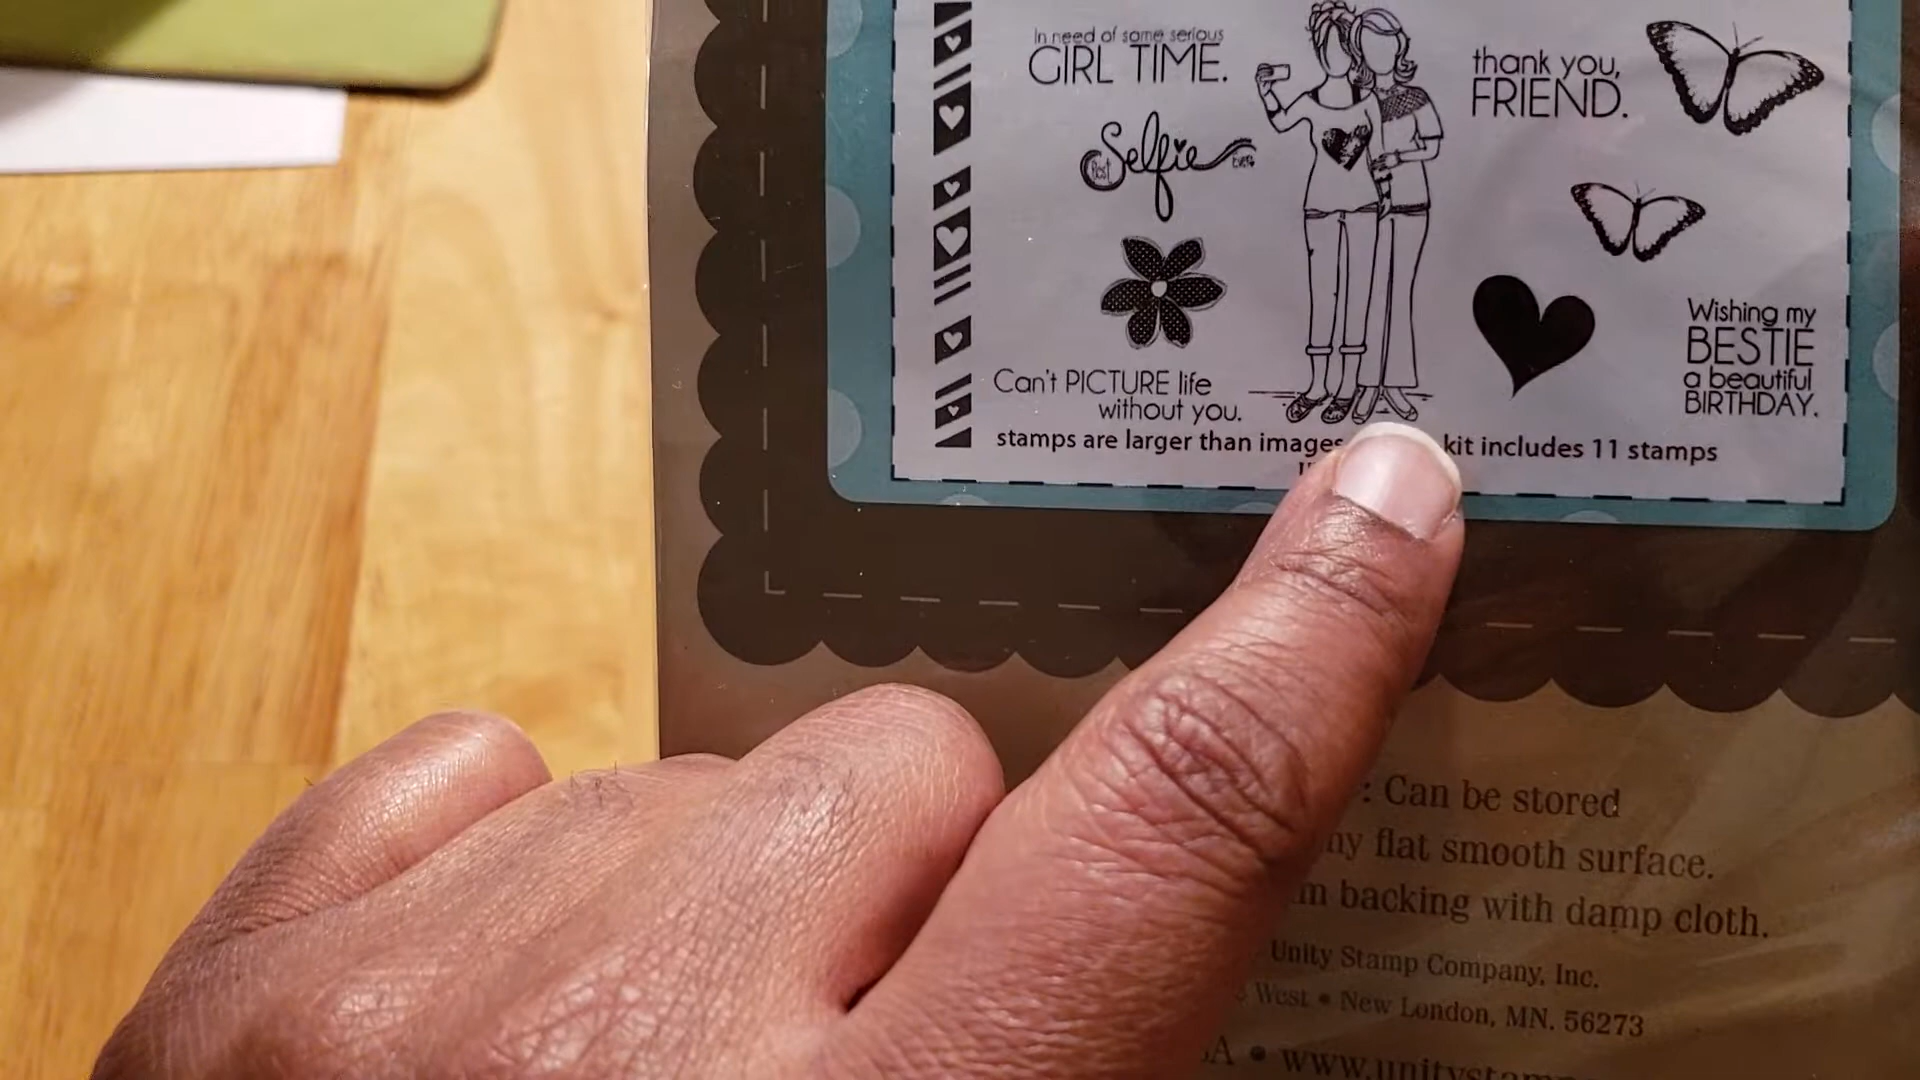 In need of some serious
GIRL TIME.
Best Selfie ever
thank you,
FRIEND.
Can't PICTURE life
without you.
Wishing my
BESTIE
a beautiful
BIRTHDAY.
stamps are larger than images kit includes 11 stamps
: Can be stored
flat smooth surface.
backing with damp cloth.
Unity Stamp Company, Inc.
West • New London, MN. 56273
• www.unitystam